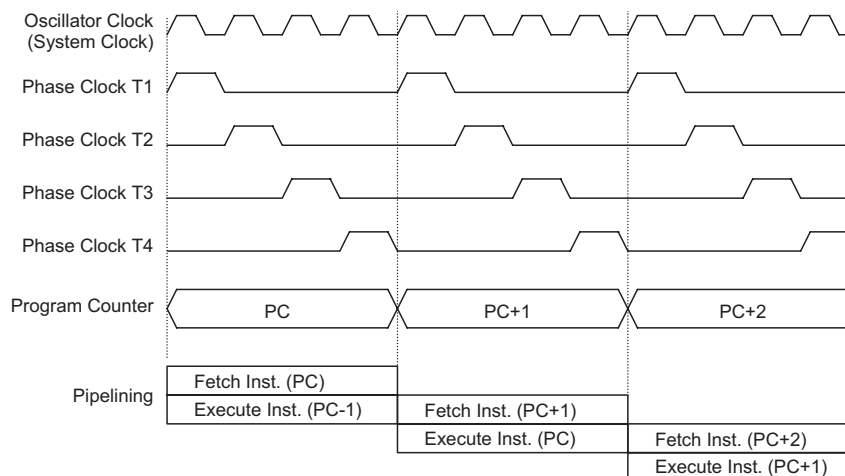 Oscillator Clock
(System Clock)
Phase Clock T1
Phase Clock T2
Phase Clock T3
Phase Clock T4
Program Counter
PC
PC+1
PC+2
Pipelining
Fetch Inst. (PC)
Execute Inst. (PC-1)
Fetch Inst. (PC+1)
Execute Inst. (PC)
Fetch Inst. (PC+2)
Execute Inst. (PC+1)